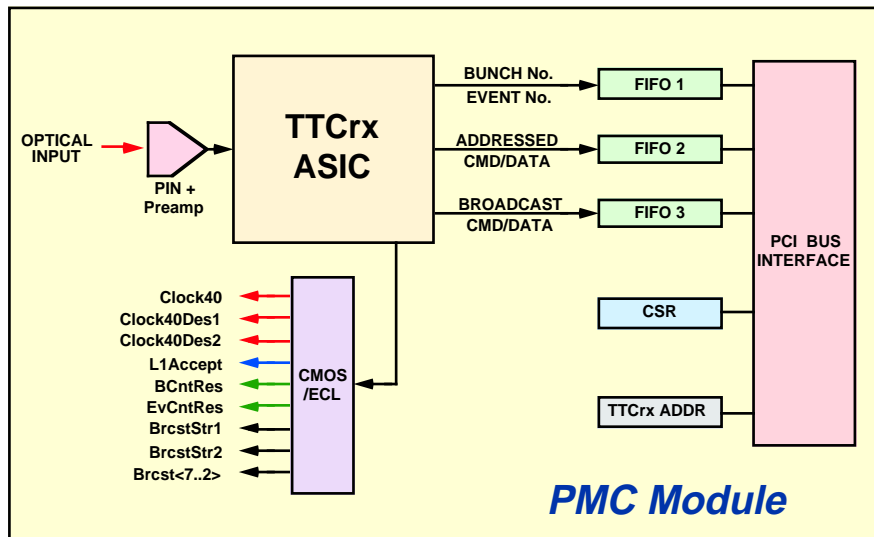 OPTICAL
INPUT
PIN +
Preamp
TTCrx
ASIC
BUNCH No.
EVENT No.
ADDRESSED
CMD/DATA
BROADCAST
CMD/DATA
FIFO 1
FIFO 2
FIFO 3
PCI BUS
INTERFACE
CSR
TTCrx ADDR
Clock40
Clock40Des1
Clock40Des2
L1Accept
BCntRes
EvCntRes
BrcstStr1
BrcstStr2
Brcst<7..2>
CMOS
/ECL
PMC Module